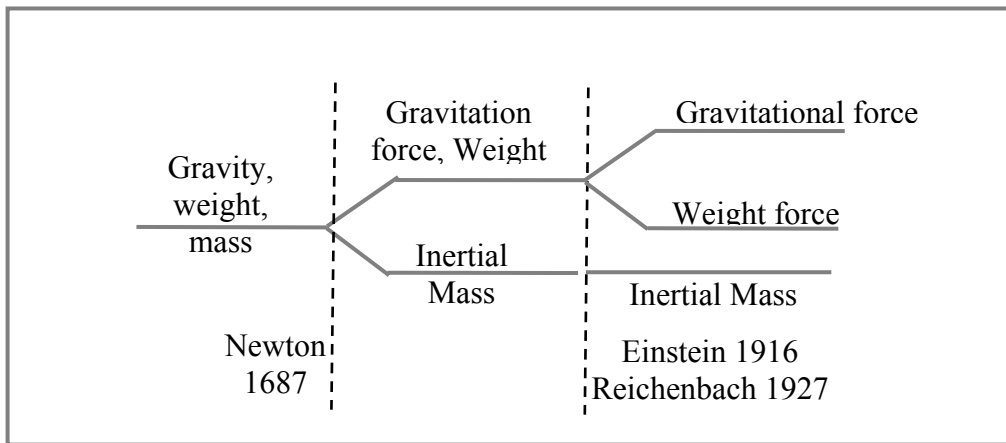 Gravity,
weight,
mass
Newton
1687
Gravitation
force, Weight
Inertial
Mass
Gravitational force
Weight force
Inertial Mass
Einstein 1916
Reichenbach 1927